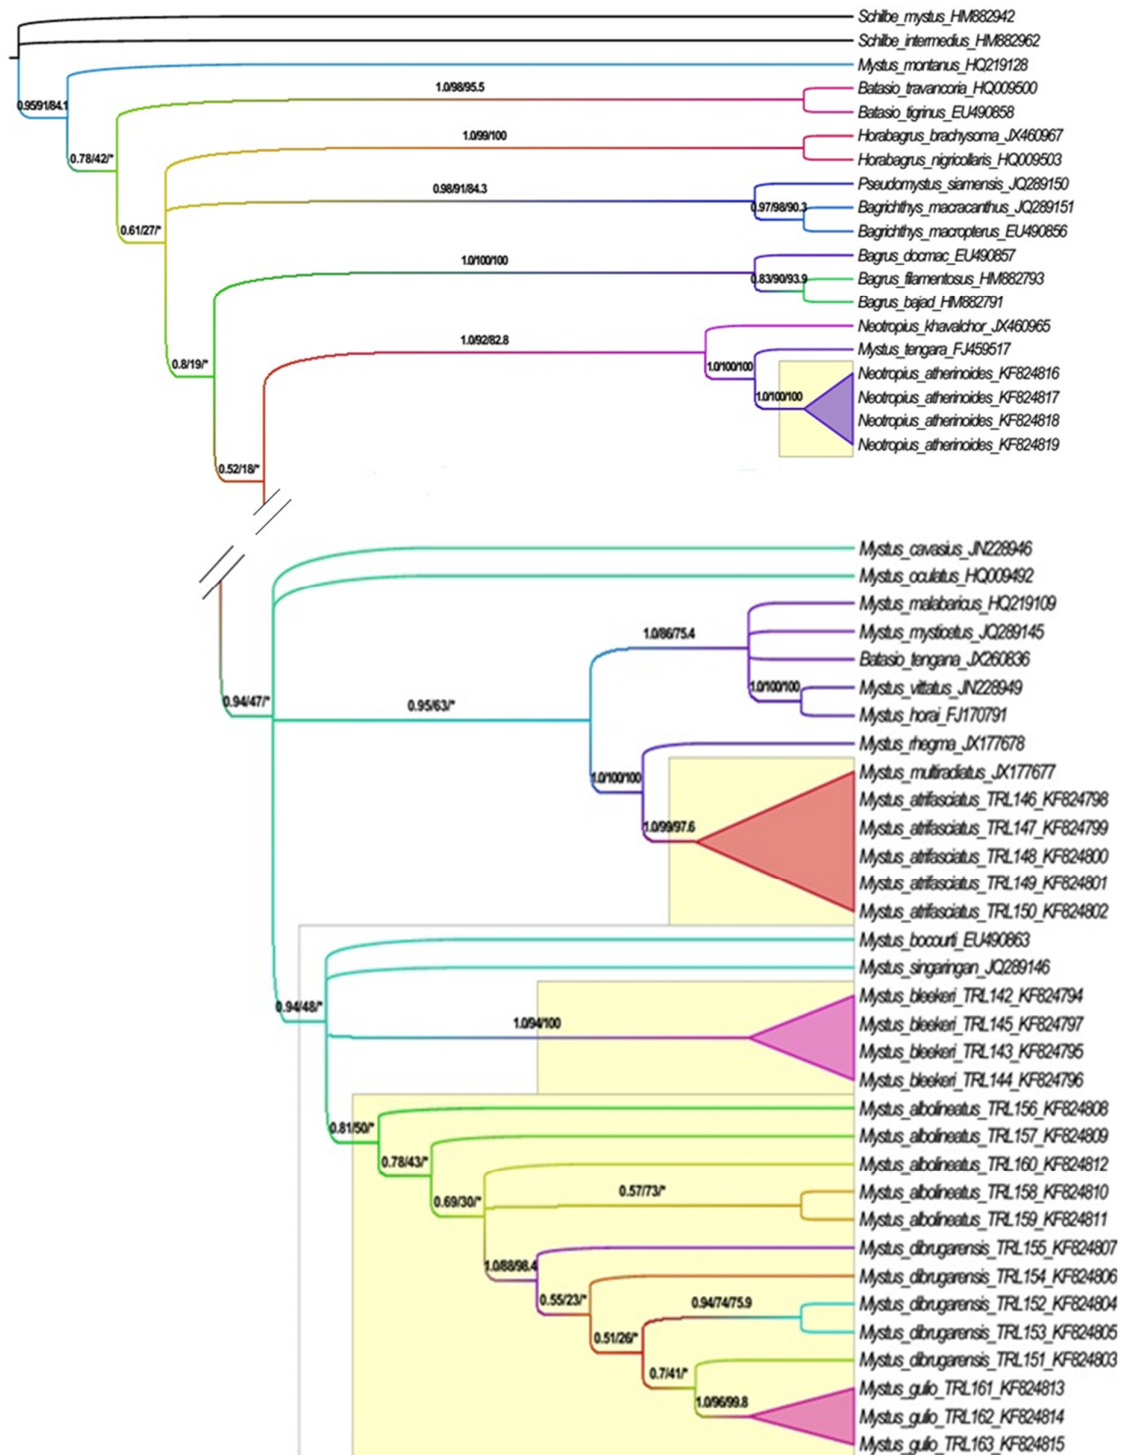 Schilbe_mystus_HM882942
Schilbe_intermedius_HM882962
Mystus_montanus_HQ219128
1.0/98/95.5
Batasio_travancoria_HQ009500
0.95/91/84.1
Batasio_tigrinus_EU490858
1.0/99/100
Horabagrus_brachysoma_JX460967
0.78/42/*
Horabagrus_nigricollaris_HQ009503
0.98/91/84.3
Pseudomystus_siamensis_JQ289150
0.97/98/90.3
Bagrichthys_macracanthus_JQ289151
0.61/27/*
Bagrichthys_macropterus_EU490856
1.0/100/100
Bagrus_docmac_EU490857
0.83/90/93.9
Bagrus_filamentosus_HM882793
Bagrus_bajad_HM882791
Neotropius_khavalchor_JX460965
1.0/92/82.8
Mystus_tengara_FJ459517
0.8/19/*
1.0/100/100
Neotropius_atherinoides_KF824816
1.0/100/100
Neotropius_atherinoides_KF824817
Neotropius_atherinoides_KF824818
Neotropius_atherinoides_KF824819
0.52/18/*
Mystus_cavasius_JN228946
Mystus_oculatus_HQ009492
Mystus_malabaricus_HQ219109
1.0/86/75.4
Mystus_mysticetus_JQ289145
Batasio_tengana_JX260836
1.0/100/100
Mystus_vittatus_JN228949
0.94/47/*
0.95/63/*
Mystus_horai_FJ170791
Mystus_rhegma_JX177678
1.0/100/100
Mystus_multiradiatus_JX177677
Mystus_atrifasciatus_TRL146_KF824798
1.0/99/97.6
Mystus_atrifasciatus_TRL147_KF824799
Mystus_atrifasciatus_TRL148_KF824800
Mystus_atrifasciatus_TRL149_KF824801
Mystus_atrifasciatus_TRL150_KF824802
Mystus_bocourti_EU490863
Mystus_singaringan_JQ289146
0.94/48/*
Mystus_bleekeri_TRL142_KF824794
1.0/94/100
Mystus_bleekeri_TRL145_KF824797
Mystus_bleekeri_TRL143_KF824795
Mystus_bleekeri_TRL144_KF824796
Mystus_albolineatus_TRL156_KF824808
0.81/50/*
Mystus_albolineatus_TRL157_KF824809
0.78/43/*
Mystus_albolineatus_TRL160_KF824812
0.69/30/*
0.57/73/*
Mystus_albolineatus_TRL158_KF824810
Mystus_albolineatus_TRL159_KF824811
Mystus_dibrugarensis_TRL155_KF824807
1.0/88/98.4
Mystus_dibrugarensis_TRL154_KF824806
0.55/23/*
0.94/74/75.9
Mystus_dibrugarensis_TRL152_KF824804
0.51/26/*
Mystus_dibrugarensis_TRL153_KF824805
Mystus_dibrugarensis_TRL151_KF824803
0.7/41/*
Mystus_gulio_TRL161_KF824813
1.0/96/99.8
Mystus_gulio_TRL162_KF824814
Mystus_gulio_TRL163_KF824815